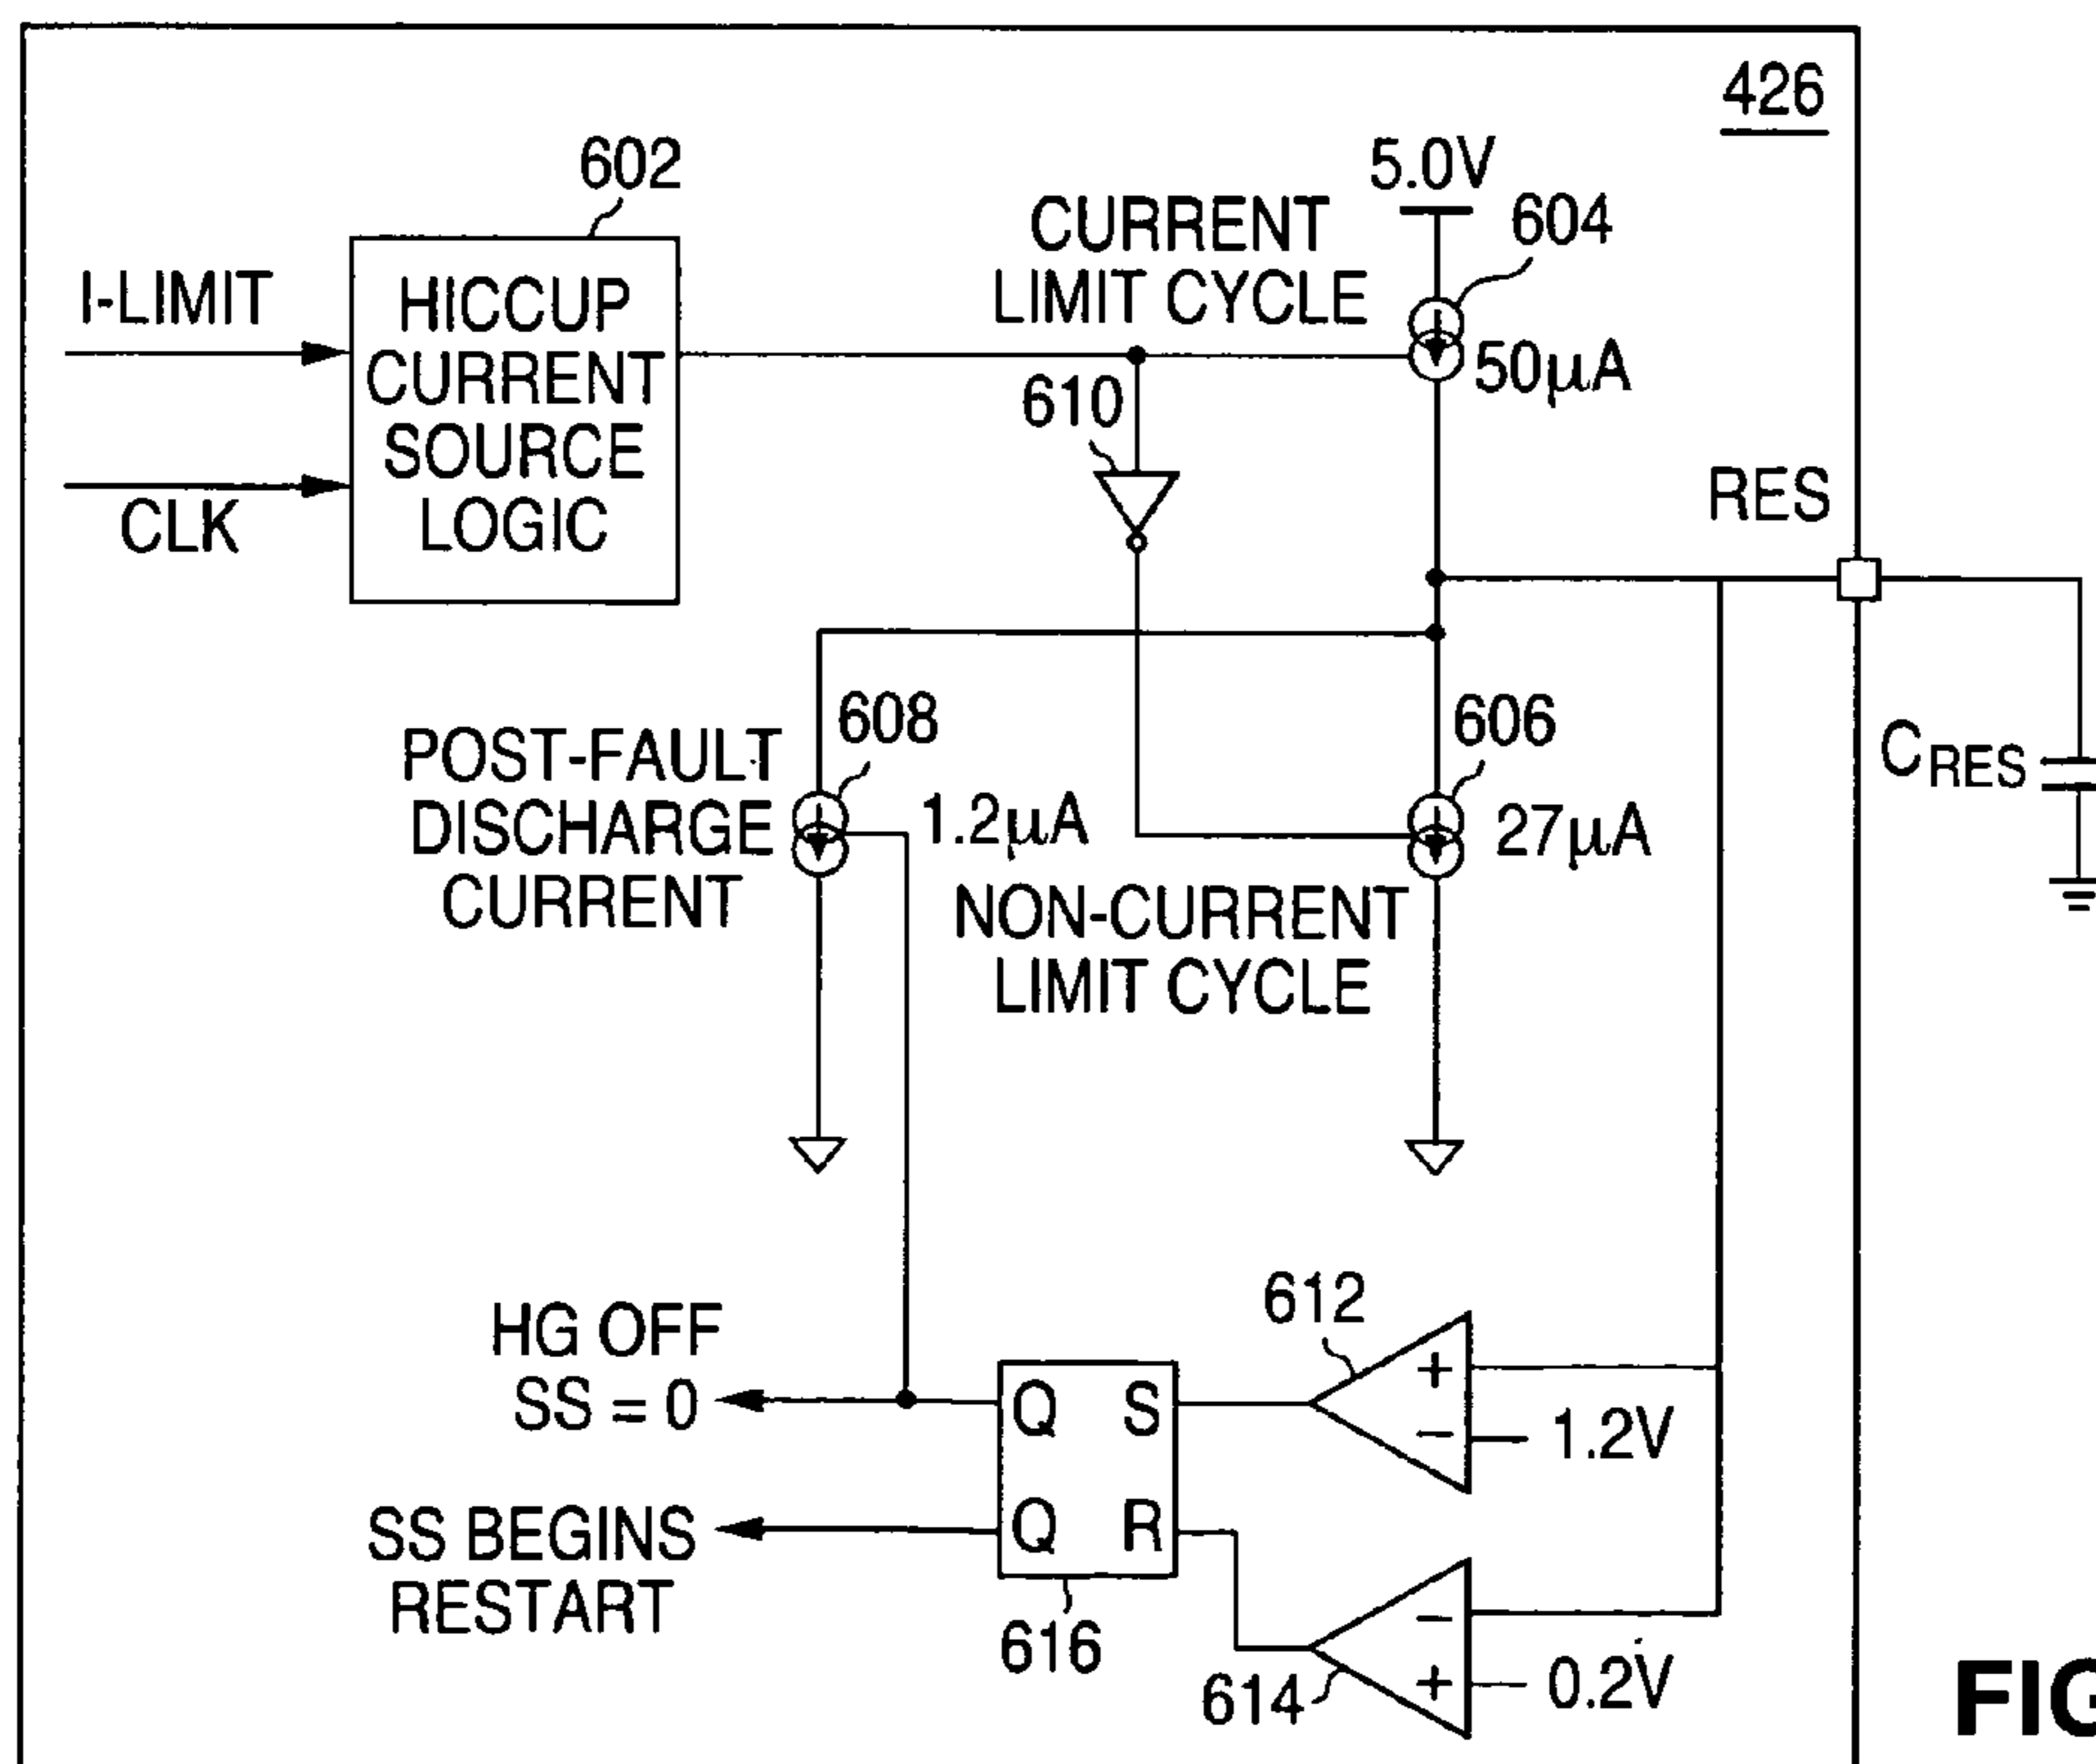 426
602
5.0V
604
CURRENT
LIMIT CYCLE
I-LIMIT
HICCUP
CURRENT
SOURCE
LOGIC
50µA
610
CLK
RES
608
606
POST-FAULT
DISCHARGE
CURRENT
1.2µA
27µA
CRES
NON-CURRENT
LIMIT CYCLE
612
HG OFF
SS = 0
Q S
+
−
1.2V
SS BEGINS
RESTART
Q R
616
614
−
+
0.2V
FIG